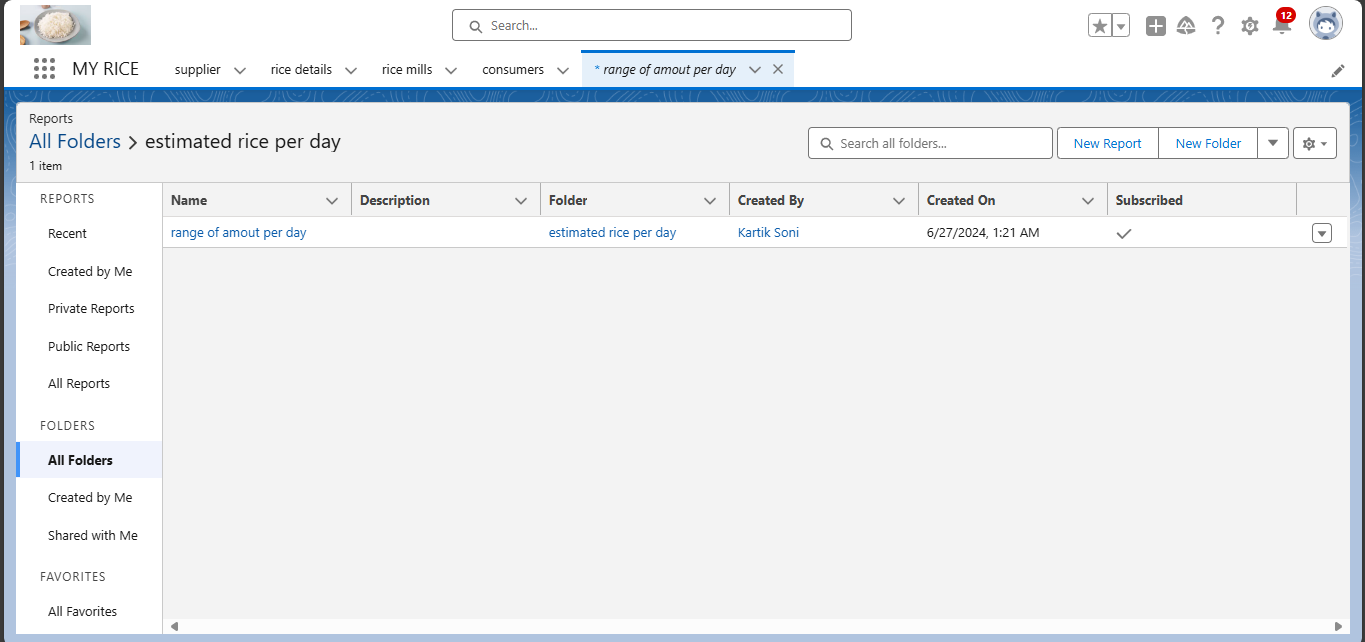 Search...
12
MY RICE
supplier
rice details
rice mills
consumers
* range of amout per day
Reports
All Folders > estimated rice per day
1 item
Search all folders...
New Report
New Folder
REPORTS
Recent
Created by Me
Private Reports
Public Reports
All Reports
FOLDERS
All Folders
Created by Me
Shared with Me
FAVORITES
All Favorites
Name Description Folder Created By Created On Subscribed
range of amout per day estimated rice per day Kartik Soni 6/27/2024, 1:21 AM